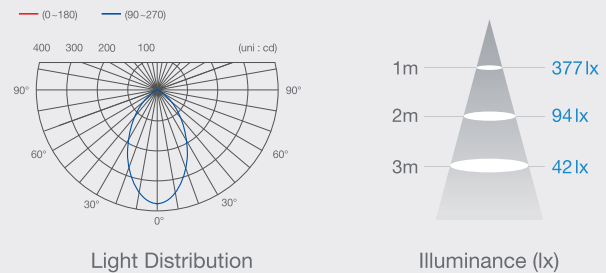 (0~180) (90~270)
400 300 200 100 (uni : cd)
90° 90°
60° 60°
30° 30°
0°
Light Distribution
1m 377 lx
2m 94 lx
3m 42 lx
Illuminance (lx)